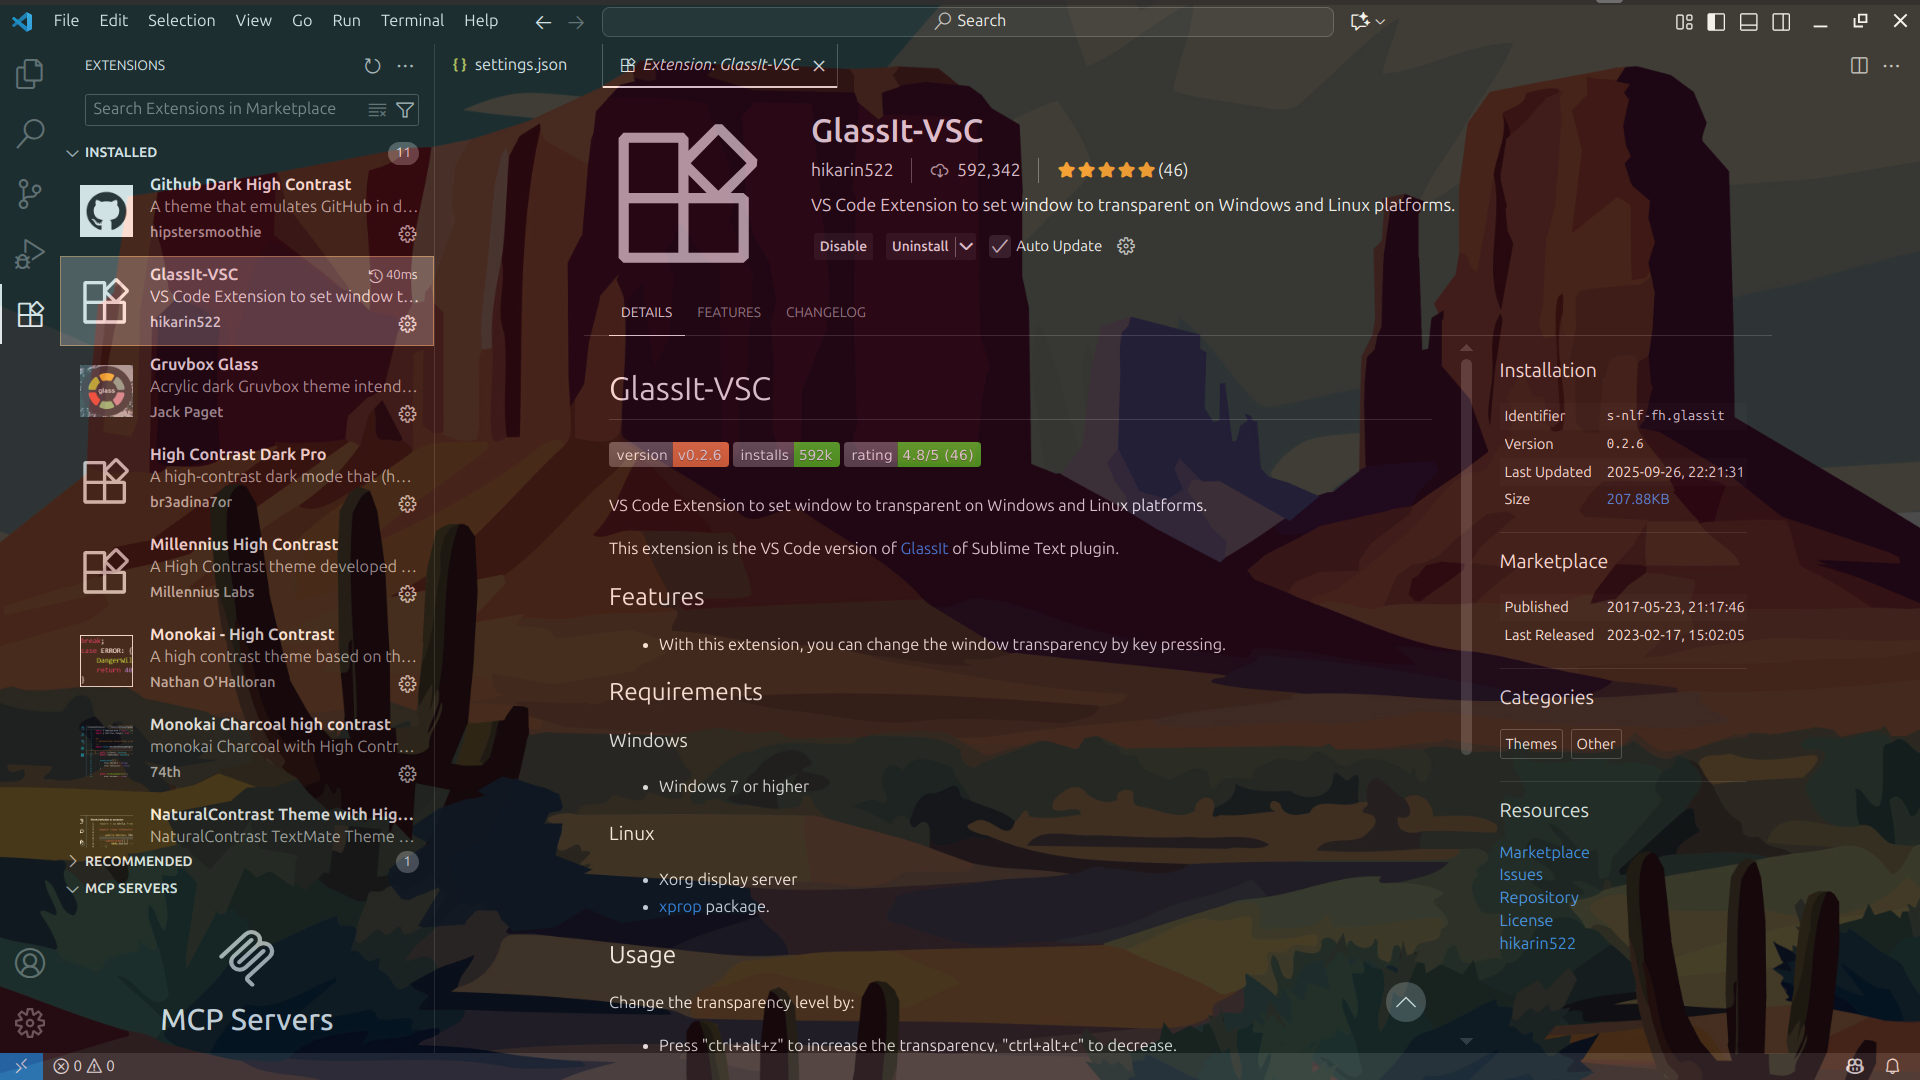 File Edit Selection View Go Run Terminal Help
Search
EXTENSIONS
Search Extensions in Marketplace
INSTALLED 11
Github Dark High Contrast
A theme that emulates GitHub in d...
hipstersmoothie
GlassIt-VSC 40ms
VS Code Extension to set window t...
hikarin522
Gruvbox Glass
Acrylic dark Gruvbox theme intend...
Jack Paget
High Contrast Dark Pro
A high-contrast dark mode that (h...
br3adina7or
Millennius High Contrast
A High Contrast theme developed ...
Millennius Labs
Monokai - High Contrast
A high contrast theme based on th...
Nathan O'Halloran
Monokai Charcoal high contrast
monokai Charcoal with High Contr...
74th
NaturalContrast Theme with Hig...
NaturalContrast TextMate Theme ...
RECOMMENDED 1
MCP SERVERS
MCP Servers
settings.json
Extension: GlassIt-VSC
GlassIt-VSC
hikarin522 592,342 (46)
VS Code Extension to set window to transparent on Windows and Linux platforms.
Disable Uninstall Auto Update
DETAILS FEATURES CHANGELOG
GlassIt-VSC
version v0.2.6 installs 592k rating 4.8/5 (46)
VS Code Extension to set window to transparent on Windows and Linux platforms.
This extension is the VS Code version of GlassIt of Sublime Text plugin.
Features
• With this extension, you can change the window transparency by key pressing.
Requirements
Windows
• Windows 7 or higher
Linux
• Xorg display server
• xprop package.
Usage
Change the transparency level by:
• Press "ctrl+alt+z" to increase the transparency, "ctrl+alt+c" to decrease.
Installation
Identifier s-nlf-fh.glassit
Version 0.2.6
Last Updated 2025-09-26, 22:21:31
Size 207.88KB
Marketplace
Published 2017-05-23, 21:17:46
Last Released 2023-02-17, 15:02:05
Categories
Themes Other
Resources
Marketplace
Issues
Repository
License
hikarin522
0 0